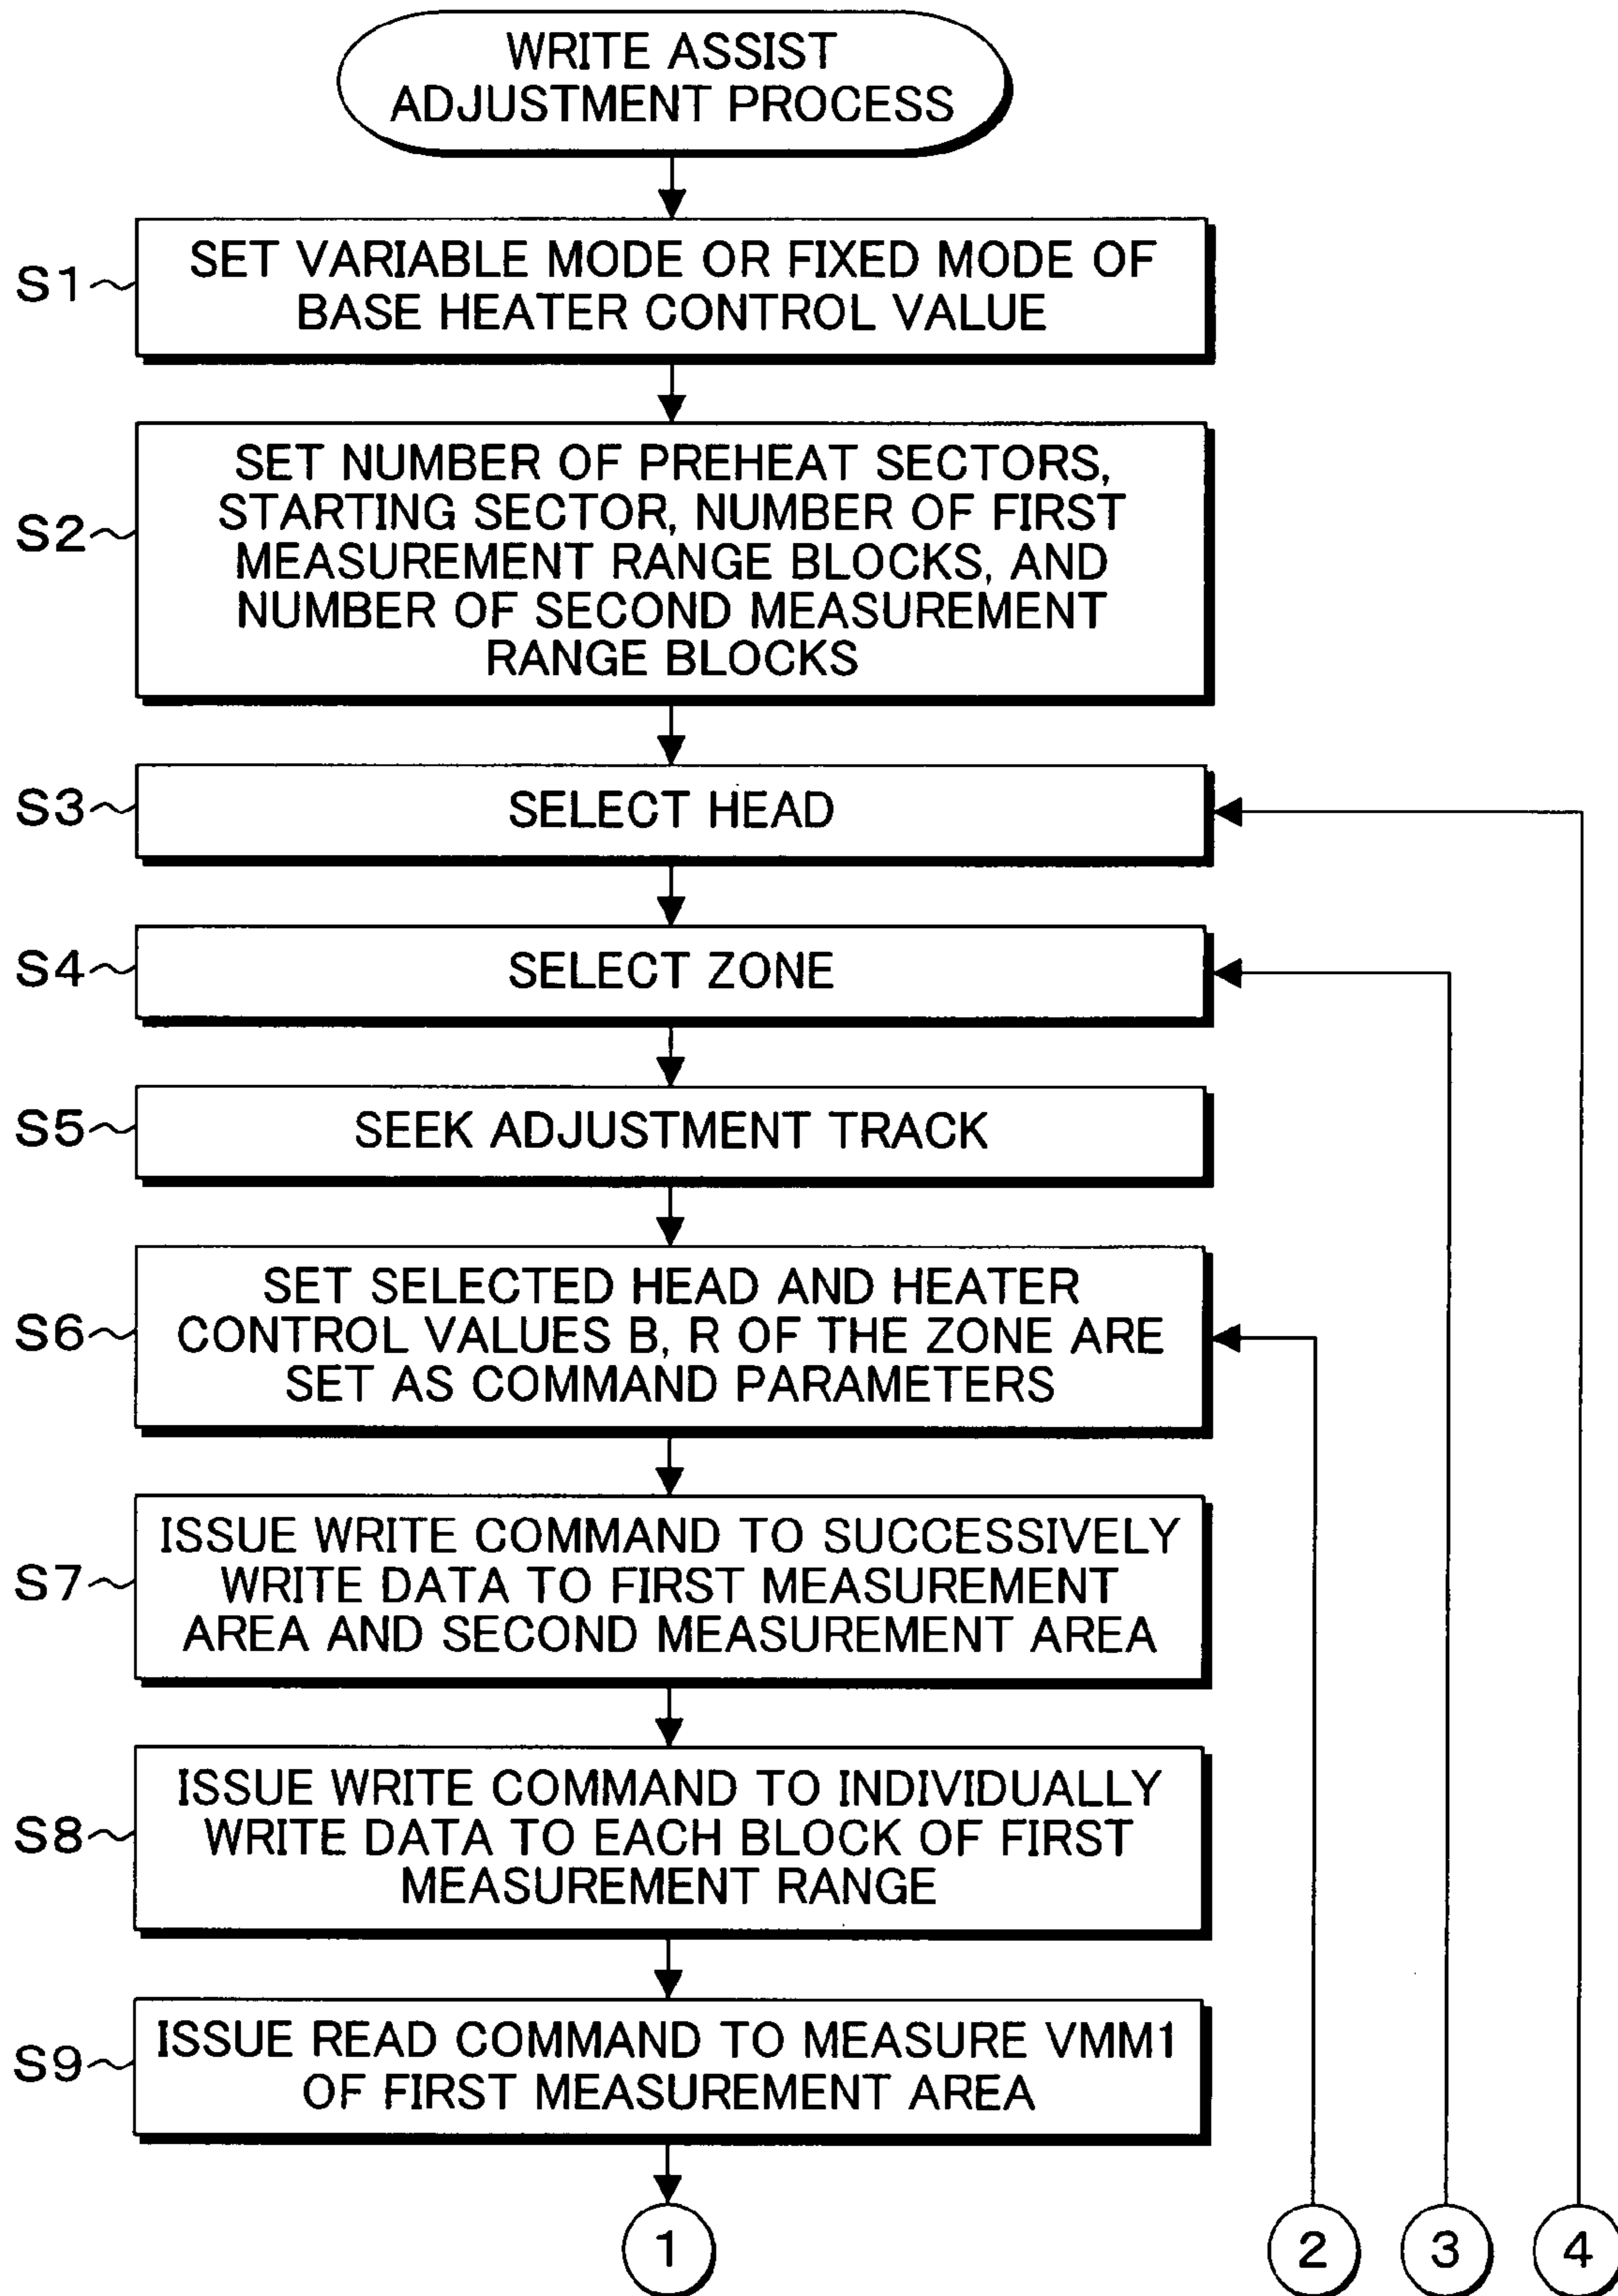 WRITE ASSIST
ADJUSTMENT PROCESS
S1
SET VARIABLE MODE OR FIXED MODE OF
BASE HEATER CONTROL VALUE
S2
SET NUMBER OF PREHEAT SECTORS,
STARTING SECTOR, NUMBER OF FIRST
MEASUREMENT RANGE BLOCKS, AND
NUMBER OF SECOND MEASUREMENT
RANGE BLOCKS
S3
SELECT HEAD
S4
SELECT ZONE
S5
SEEK ADJUSTMENT TRACK
S6
SET SELECTED HEAD AND HEATER
CONTROL VALUES B, R OF THE ZONE ARE
SET AS COMMAND PARAMETERS
S7
ISSUE WRITE COMMAND TO SUCCESSIVELY
WRITE DATA TO FIRST MEASUREMENT
AREA AND SECOND MEASUREMENT AREA
S8
ISSUE WRITE COMMAND TO INDIVIDUALLY
WRITE DATA TO EACH BLOCK OF FIRST
MEASUREMENT RANGE
S9
ISSUE READ COMMAND TO MEASURE VMM1
OF FIRST MEASUREMENT AREA
1
2
3
4